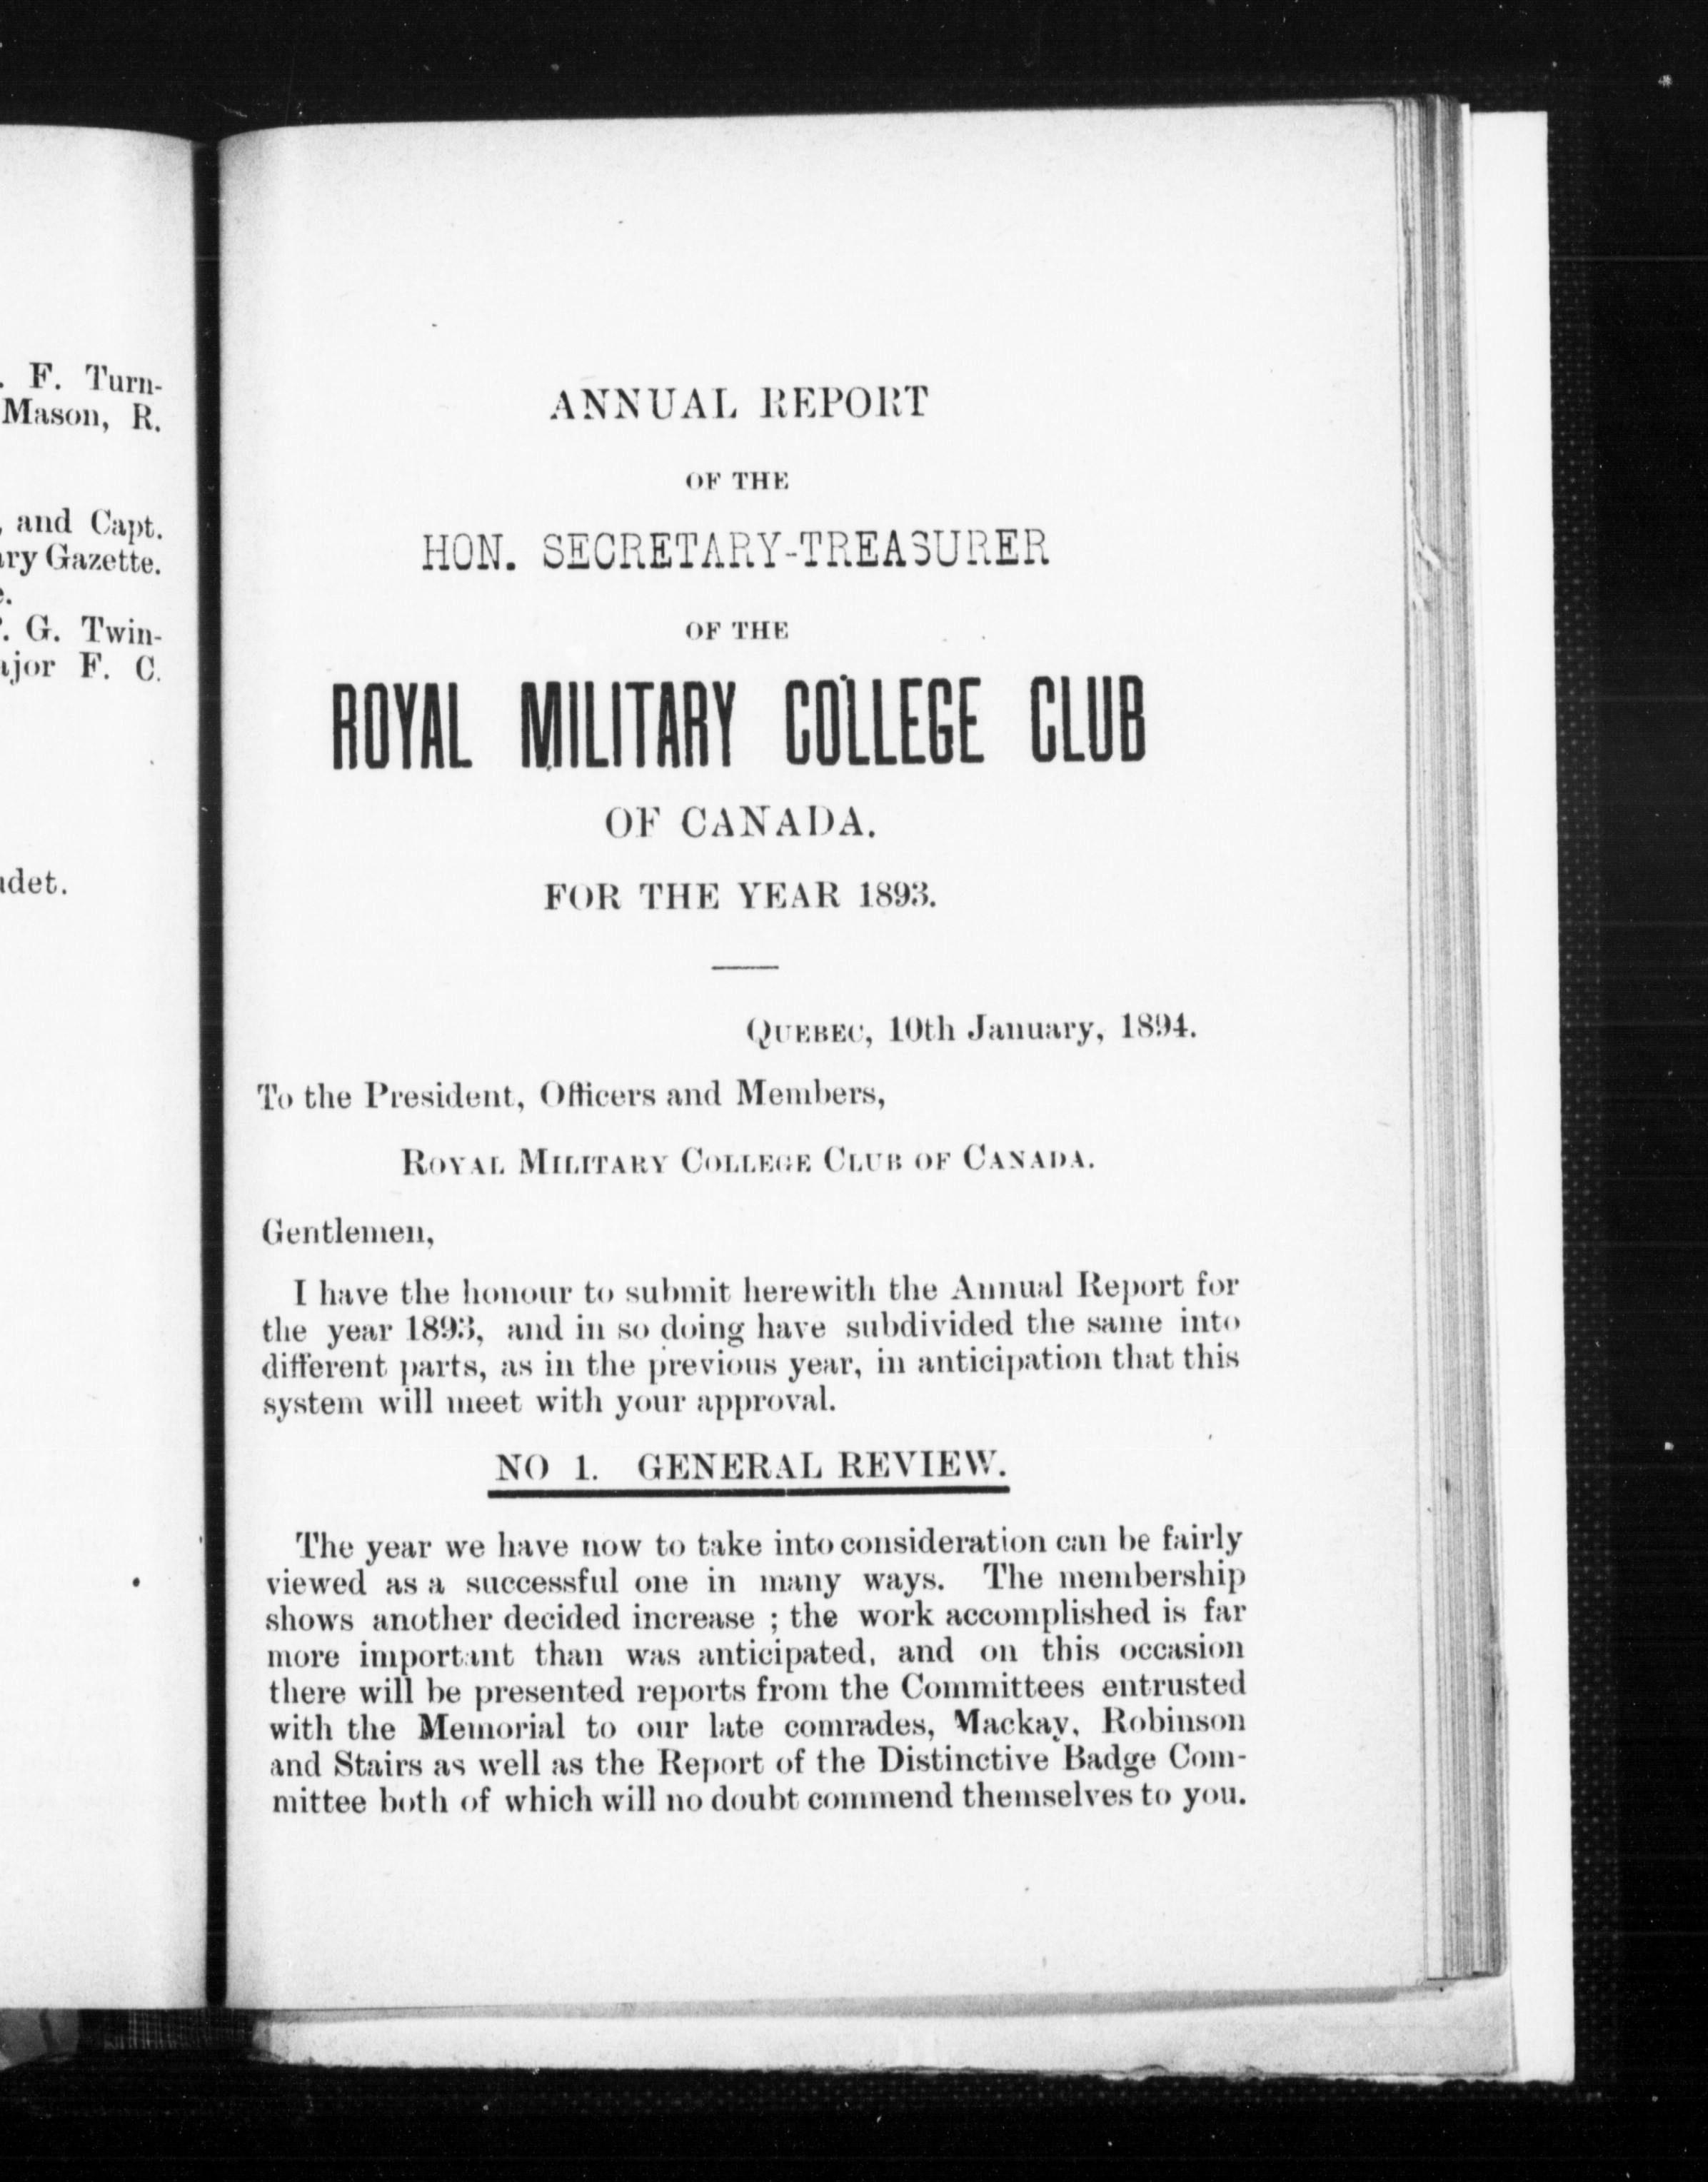 F. Turn-
Mason, R.
and Capt.
Gazette.
G. Twin-
F. C.
ANNUAL REPORT
OF THE
HON. SECRETARY-TREASURER
OF THE
ROYAL MILITARY COLLEGE CLUB
OF CANADA.
FOR THE YEAR 1893.
QUEBEC, 10th January, 1894.
To the President, Officers and Members,
ROYAL MILITARY COLLEGE CLUB OF CANADA.
Gentlemen,
I have the honour to submit herewith the Annual Report for
the year 1893, and in so doing have subdivided the same into
different parts, as in the previous year, in anticipation that this
system will meet with your approval.
NO 1. GENERAL REVIEW.
The year we have now to take into consideration can be fairly
viewed as a successful one in many ways. The membership
shows another decided increase ; the work accomplished is far
more important than was anticipated, and on this occasion
there will be presented reports from the Committees entrusted
with the Memorial to our late comrades, Mackay, Robinson
and Stairs as well as the Report of the Distinctive Badge Com-
mittee both of which will no doubt commend themselves to you.